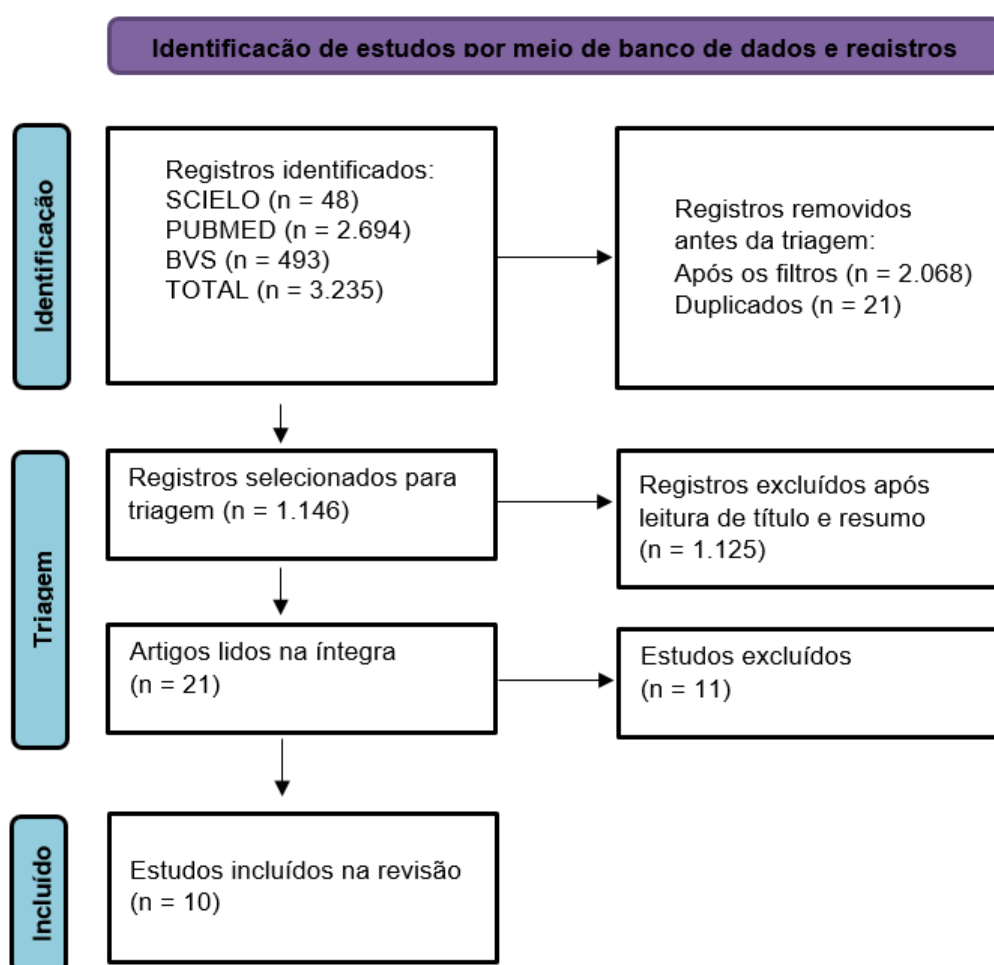 Identificação de estudos por meio de banco de dados e registros
Identificação
Registros identificados:
SCIELO (n = 48)
PUBMED (n = 2.694)
BVS (n = 493)
TOTAL (n = 3.235)
Registros removidos
antes da triagem:
Após os filtros (n = 2.068)
Duplicados (n = 21)
Triagem
Registros selecionados para
triagem (n = 1.146)
Registros excluídos após
leitura de título e resumo
(n = 1.125)
Artigos lidos na íntegra
(n = 21)
Estudos excluídos
(n = 11)
Incluído
Estudos incluídos na revisão
(n = 10)